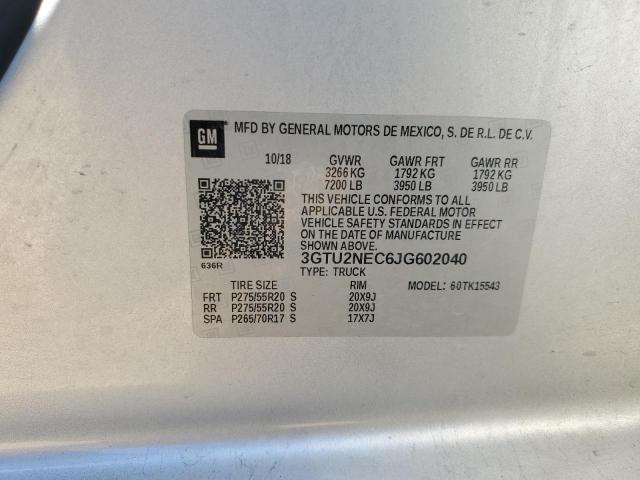 GM MFD BY GENERAL MOTORS DE MEXICO, S. DE R.L. DE C.V.
10/18 GVWR GAWR FRT GAWR RR
3266 KG 1792 KG 1792 KG
7200 LB 3950 LB 3950 LB
THIS VEHICLE CONFORMS TO ALL
APPLICABLE U.S. FEDERAL MOTOR
VEHICLE SAFETY STANDARDS IN EFFECT
ON THE DATE OF MANUFACTURE
SHOWN ABOVE.
3GTU2NEC6JG602040
636R TYPE: TRUCK
TIRE SIZE RIM MODEL: 60TK15543
FRT P275/55R20 S 20X9J
RR P275/55R20 S 20X9J
SPA P265/70R17 S 17X7J